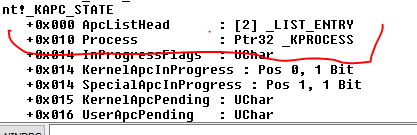 nt!_KAPC_STATE
+0x000 ApcListHead : [2] _LIST_ENTRY
+0x010 Process : Ptr32 _KPROCESS
+0x014 InProgressFlags : UChar
+0x014 KernelApcInProgress : Pos 0, 1 Bit
+0x014 SpecialApcInProgress : Pos 1, 1 Bit
+0x015 KernelApcPending : UChar
+0x016 UserApcPending : UChar